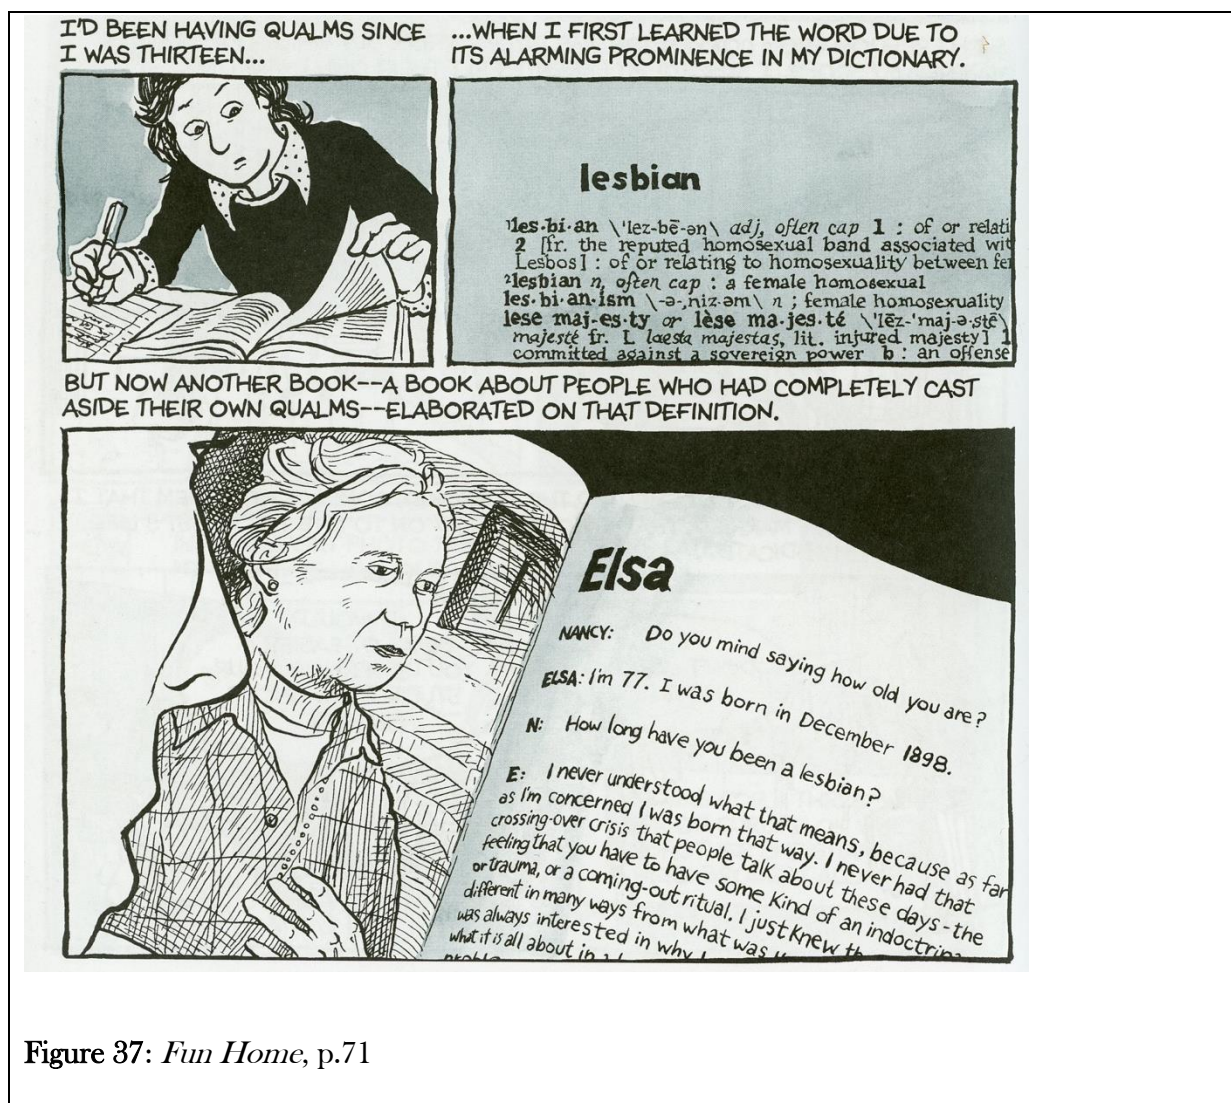 I'D BEEN HAVING QUALMS SINCE
I WAS THIRTEEN...
...WHEN I FIRST LEARNED THE WORD DUE TO
ITS ALARMING PROMINENCE IN MY DICTIONARY.
lesbian
¹les·bi·an \'lez-bē-ən\ adj, often cap 1 : of or relati
2 [fr. the reputed homosexual band associated wit
Lesbos] : of or relating to homosexuality between fe
²lesbian n, often cap : a female homosexual
les·bi·an·ism \-ə-,niz-əm\ n ; female homosexuality
lese maj·es·ty or lèse ma·jes·té \'lēz-'maj-ə-stē\
majesté fr. L laesa majestas, lit. injured majesty] 1
committed against a sovereign power b : an offense
BUT NOW ANOTHER BOOK--A BOOK ABOUT PEOPLE WHO HAD COMPLETELY CAST
ASIDE THEIR OWN QUALMS--ELABORATED ON THAT DEFINITION.
Elsa
NANCY: Do you mind saying how old you are?
ELSA: I'm 77. I was born in December 1898.
N: How long have you been a lesbian?
E: I never understood what that means, because as far
as I'm concerned I was born that way. I never had that
crossing-over crisis that people talk about these days - the
feeling that you have to have some kind of an indoctrin
or trauma, or a coming-out ritual. I just knew th
different in many ways from what was
was always interested in why I
what it is all about in
Figure 37: Fun Home, p.71